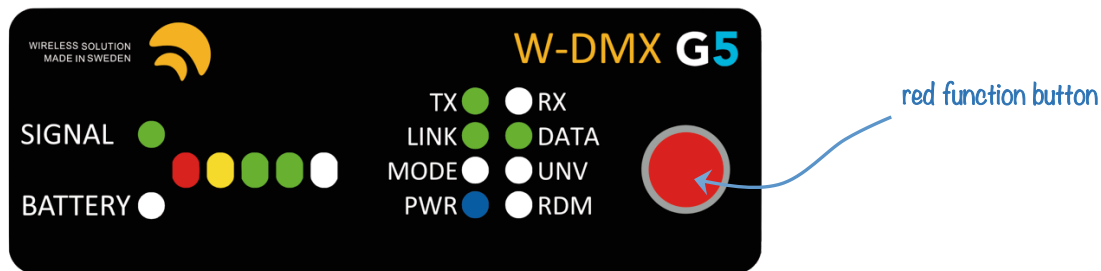 WIRELESS SOLUTION
MADE IN SWEDEN
W-DMX G5
SIGNAL
BATTERY
TX RX
LINK DATA
MODE UNV
PWR RDM
red function button